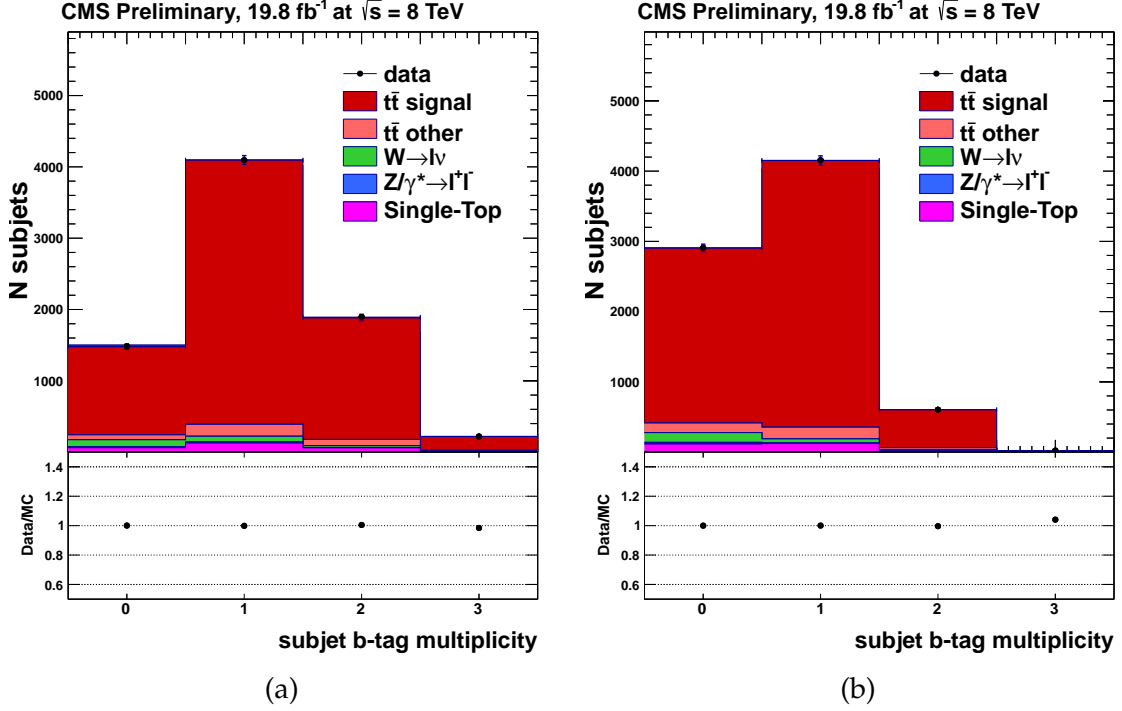 CMS Preliminary, 19.8 fb⁻¹ at √s = 8 TeV
N subjets
5000
4000
3000
2000
1000
data
tt̄ signal
tt̄ other
W→lν
Z/γ*→l⁺l⁻
Single-Top
Data/MC
1.4
1.2
1
0.8
0.6
0 1 2 3
subjet b-tag multiplicity
(a)
CMS Preliminary, 19.8 fb⁻¹ at √s = 8 TeV
N subjets
5000
4000
3000
2000
1000
data
tt̄ signal
tt̄ other
W→lν
Z/γ*→l⁺l⁻
Single-Top
Data/MC
1.4
1.2
1
0.8
0.6
0 1 2 3
subjet b-tag multiplicity
(b)